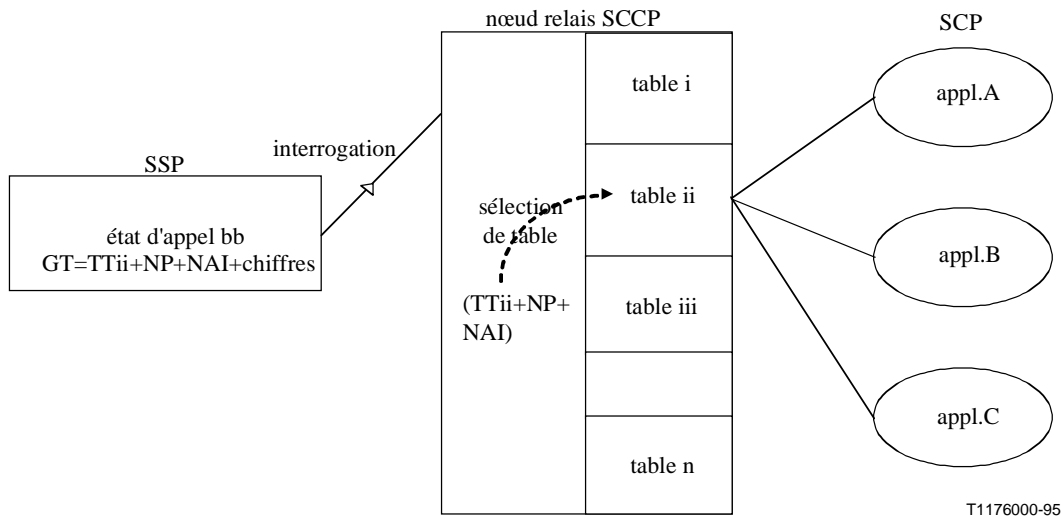 nœud relais SCCP
SCP
table i
appl.A
interrogation
SSP
état d'appel bb
GT=TTii+NP+NAI+chiffres
sélection
de table
table ii
appl.B
(TTii+NP+
NAI)
table iii
appl.C
table n
T1176000-95